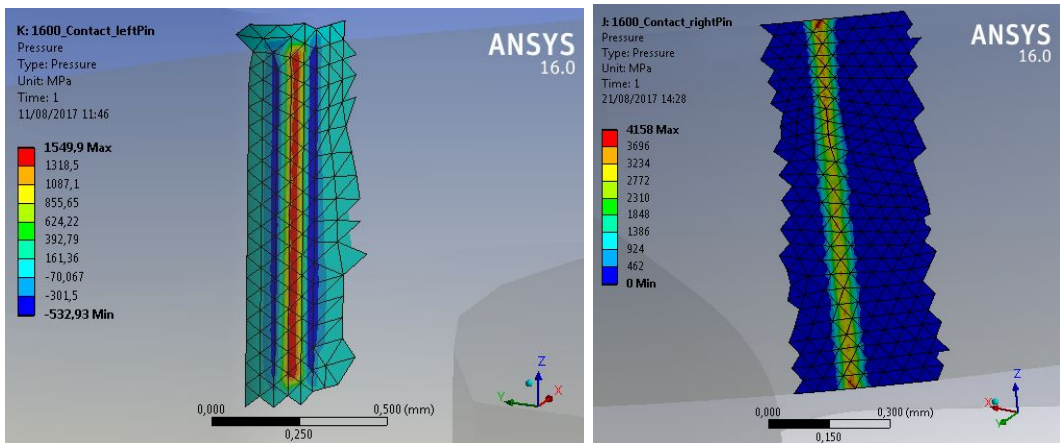 K: 1600_Contact_leftPin
Pressure
Type: Pressure
Unit: MPa
Time: 1
11/08/2017 11:46
1549,9 Max
1318,5
1087,1
855,65
624,22
392,79
161,36
-70,067
-301,5
-532,93 Min
ANSYS
16.0
Z
Y
X
0,000
0,500 (mm)
0,250
J: 1600_Contact_rightPin
Pressure
Type: Pressure
Unit: MPa
Time: 1
21/08/2017 14:28
4158 Max
3696
3234
2772
2310
1848
1386
924
462
0 Min
ANSYS
16.0
Z
X
Y
0,000
0,300 (mm)
0,150